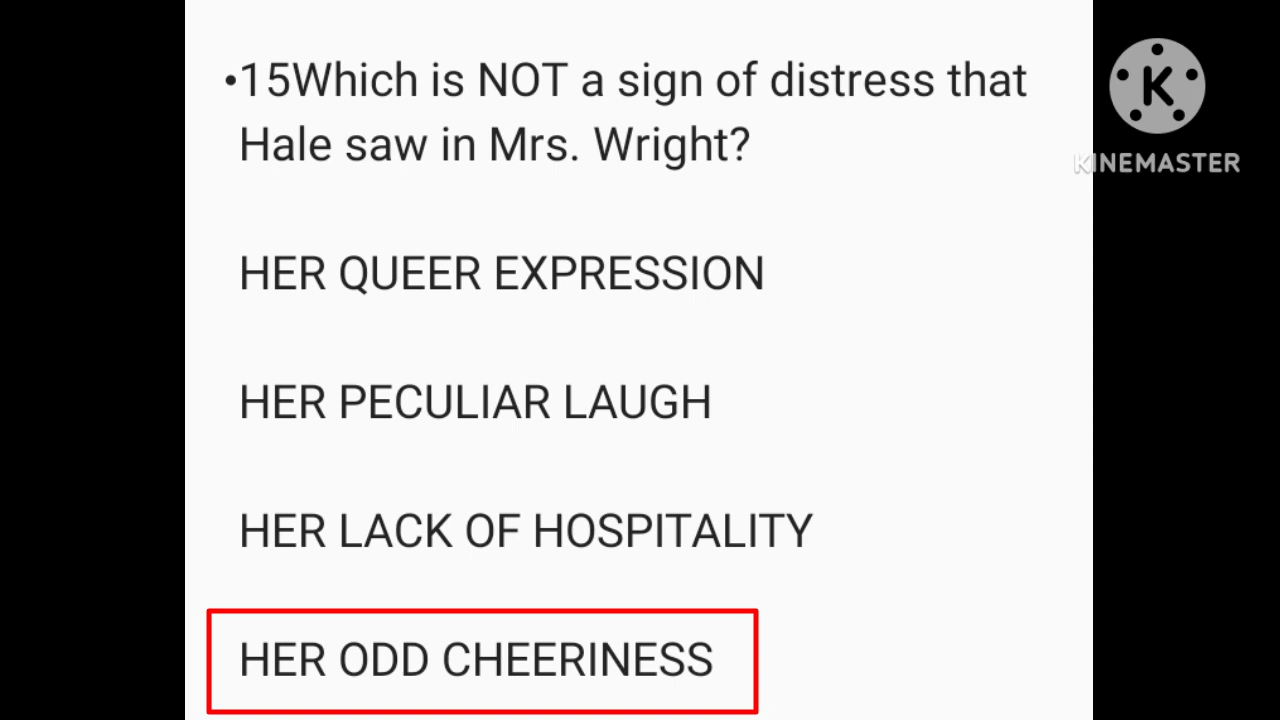 •15Which is NOT a sign of distress that
Hale saw in Mrs. Wright?
HER QUEER EXPRESSION
HER PECULIAR LAUGH
HER LACK OF HOSPITALITY
HER ODD CHEERINESS
K
KINEMASTER